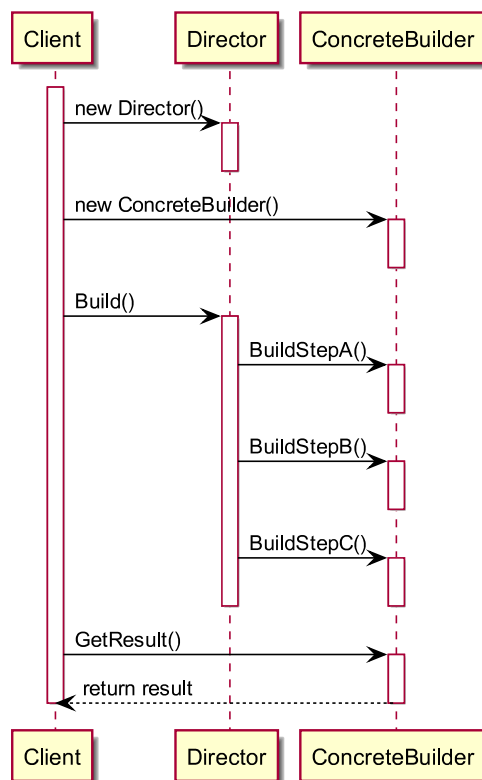 Client Director ConcreteBuilder
new Director()
new ConcreteBuilder()
Build()
BuildStepA()
BuildStepB()
BuildStepC()
GetResult()
return result
Client Director ConcreteBuilder